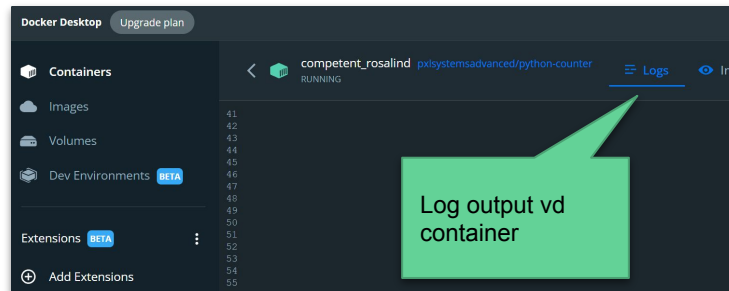 Docker Desktop Upgrade plan
Containers
Images
Volumes
Dev Environments BETA
Extensions BETA
Add Extensions
competent_rosalind pxlsystemsadvanced/python-counter
RUNNING
Logs
In
41
42
43
44
45
46
47
48
49
50
51
52
53
54
55
Log output vd
container